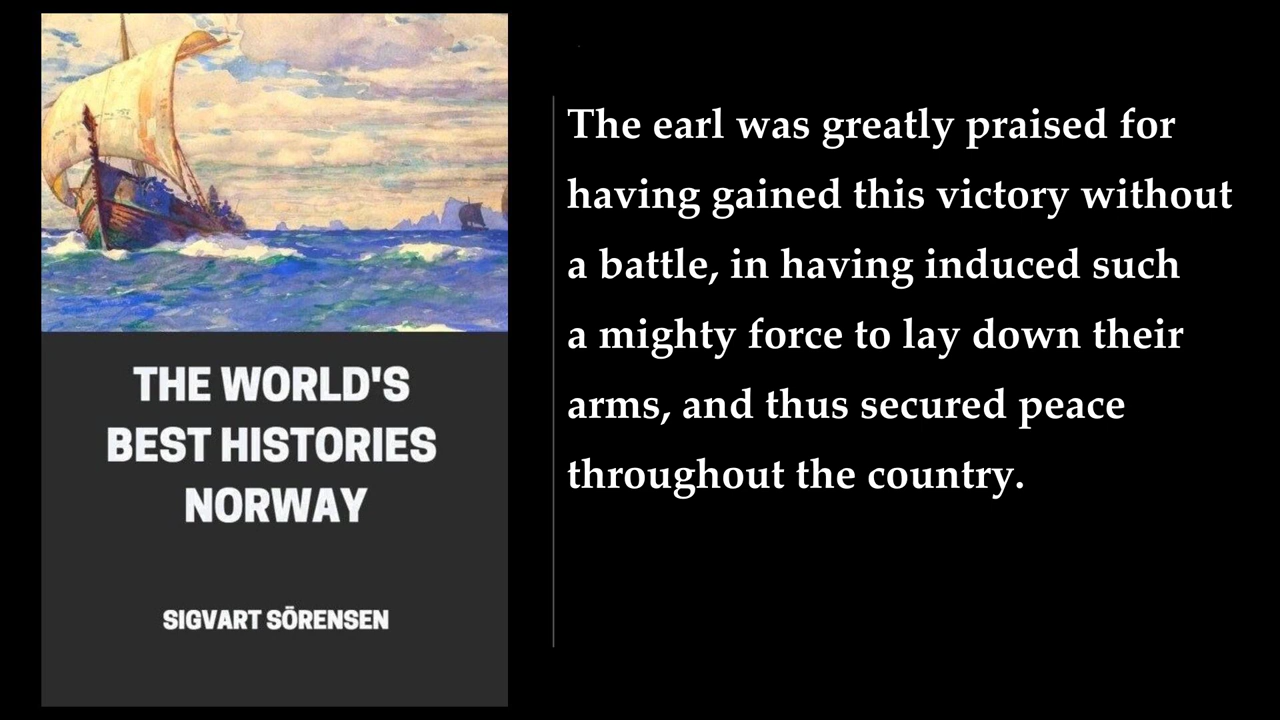 THE WORLD'S
BEST HISTORIES
NORWAY
SIGVART SÖRENSEN
The earl was greatly praised for
having gained this victory without
a battle, in having induced such
a mighty force to lay down their
arms, and thus secured peace
throughout the country.